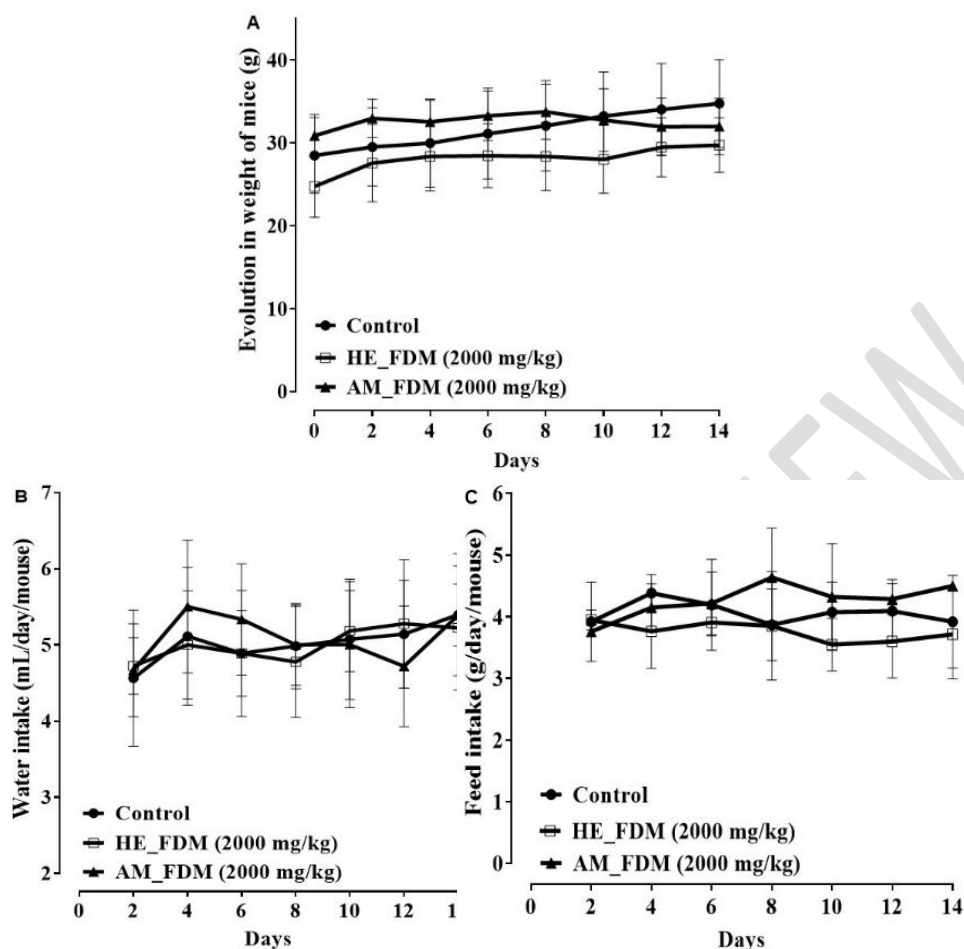 A
Evolution in weight of mice (g)
40
30
20
10
0
Control
HE_FDM (2000 mg/kg)
AM_FDM (2000 mg/kg)
0 2 4 6 8 10 12 14
Days
EW
B
Water intake (mL/day/mouse)
7
6
5
4
5
2
Control
HE_FDM (2000 mg/kg)
AM_FDM (2000 mg/kg)
0 2 4 6 8 10 12 1
Days
C
Feed intake (g/day/mouse)
6
5
4
3
2
1
0
Control
HE_FDM (2000 mg/kg)
AM_FDM (2000 mg/kg)
0 2 4 6 8 10 12 14
Days